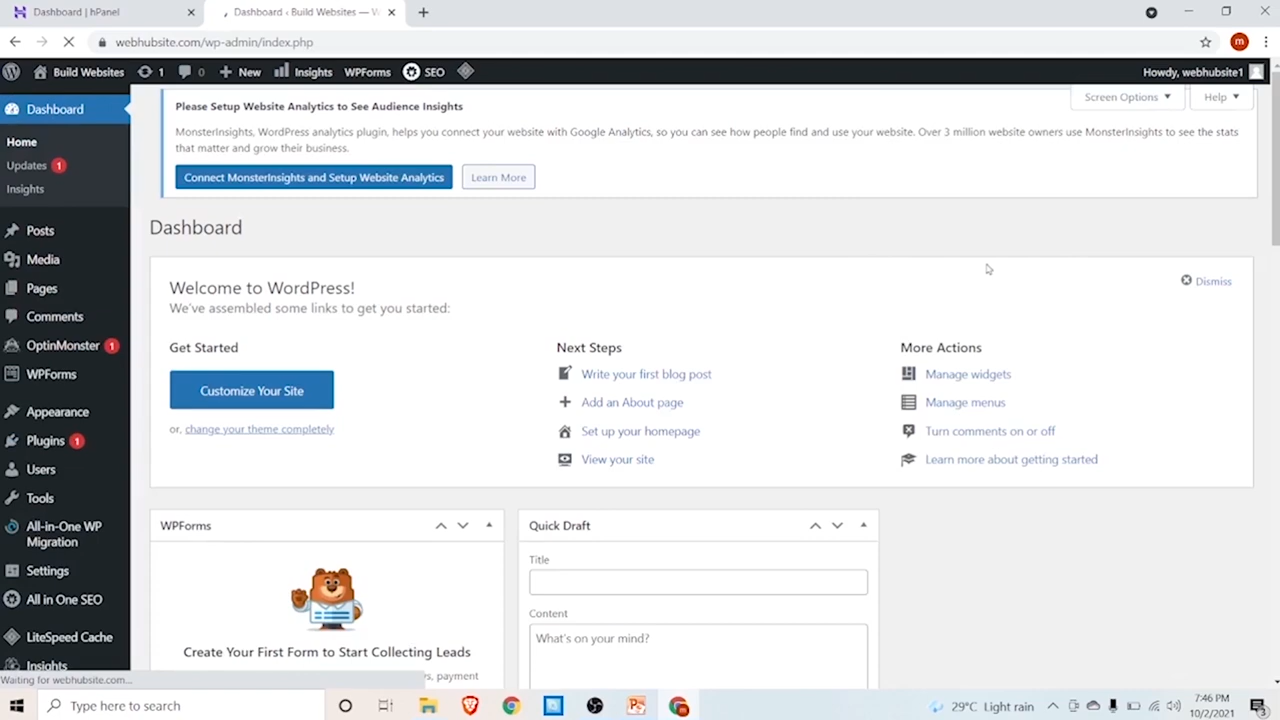 Dashboard | hPanel
Dashboard ‹ Build Websites — W
webhubsite.com/wp-admin/index.php
m
Build Websites
1
0
New
Insights
WPForms
SEO
Howdy, webhubsite1
Dashboard
Home
Updates 1
Insights
Posts
Media
Pages
Comments
OptinMonster 1
WPForms
Appearance
Plugins 1
Users
Tools
All-in-One WP
Migration
Settings
All in One SEO
LiteSpeed Cache
Insights
Please Setup Website Analytics to See Audience Insights
Screen Options
Help
MonsterInsights, WordPress analytics plugin, helps you connect your website with Google Analytics, so you can see how people find and use your website. Over 3 million website owners use MonsterInsights to see the stats
that matter and grow their business.
Connect MonsterInsights and Setup Website Analytics
Learn More
Dashboard
Welcome to WordPress!
Dismiss
We've assembled some links to get you started:
Get Started
Customize Your Site
or, change your theme completely
Next Steps
Write your first blog post
Add an About page
Set up your homepage
View your site
More Actions
Manage widgets
Manage menus
Turn comments on or off
Learn more about getting started
WPForms
Create Your First Form to Start Collecting Leads
payment
Quick Draft
Title
Content
What's on your mind?
Waiting for webhubsite.com...
Type here to search
29°C Light rain
7:46 PM
10/2/2021
3